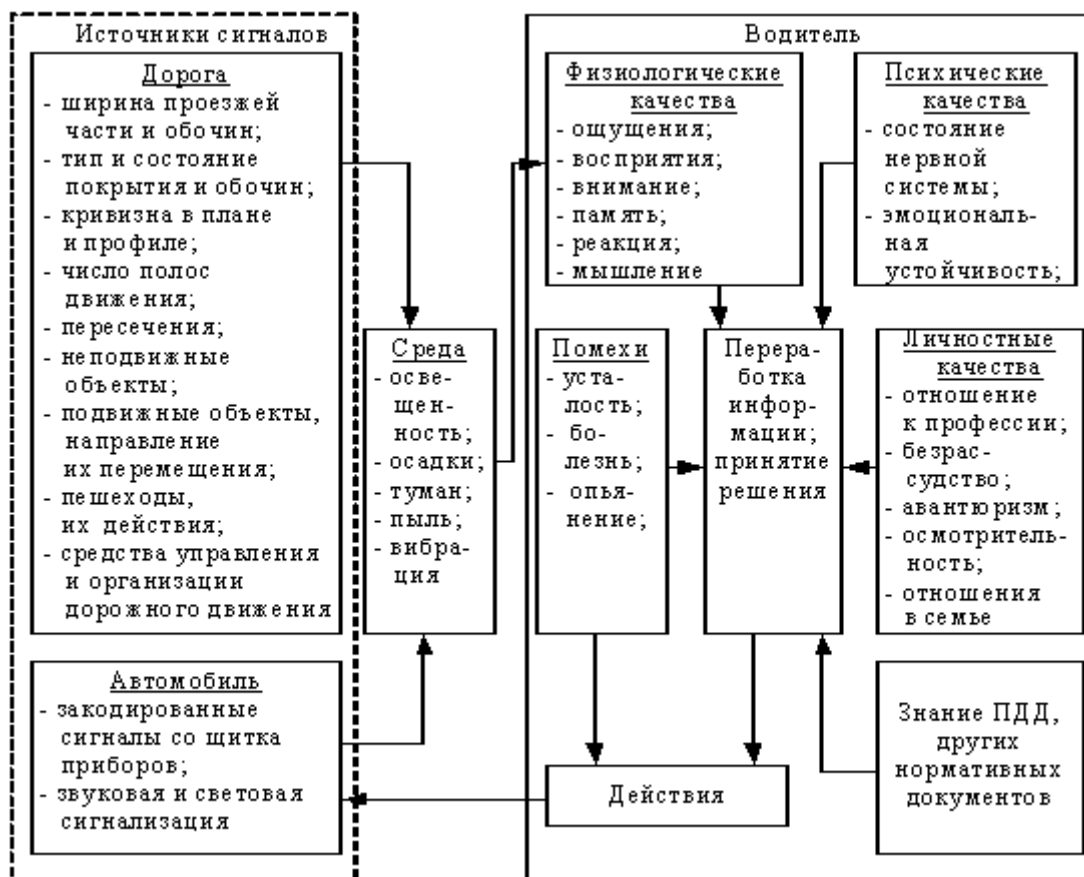 Источники сигналов
Дорога
- ширина проезжей
части и обочин;
- тип и состояние
покрытия и обочин;
- кривизна в плане
и профиле;
- число полос
движения;
- пересечения;
- неподвижные
объекты;
- подвижные объекты,
направление
их перемещения;
- пешеходы,
их действия;
- средства управления
и организации
дорожного движения
Автомобиль
- закодированные
сигналы со щитка
приборов;
- звуковая и световая
сигнализация
Среда
- осве-
щен-
ность;
- осадки;
- туман;
- пыль;
- вибра-
ция
Водитель
Физиологические
качества
- ощущения;
- восприятия;
- внимание;
- память;
- реакция;
- мышление
Психические
качества
- состояние
нервной
системы;
- эмоциональ-
ная
устойчивость;
Помехи
- уста-
лость;
- бо-
лезнь;
- опья-
нение;
Перера-
ботка
инфор-
мации;
принятие
решения
Личностные
качества
- отношение
к профессии;
- безрас-
судство;
- авантюризм;
- осмотритель-
ность;
- отношения
в семье
Действия
Знание ПДД,
других
нормативных
документов